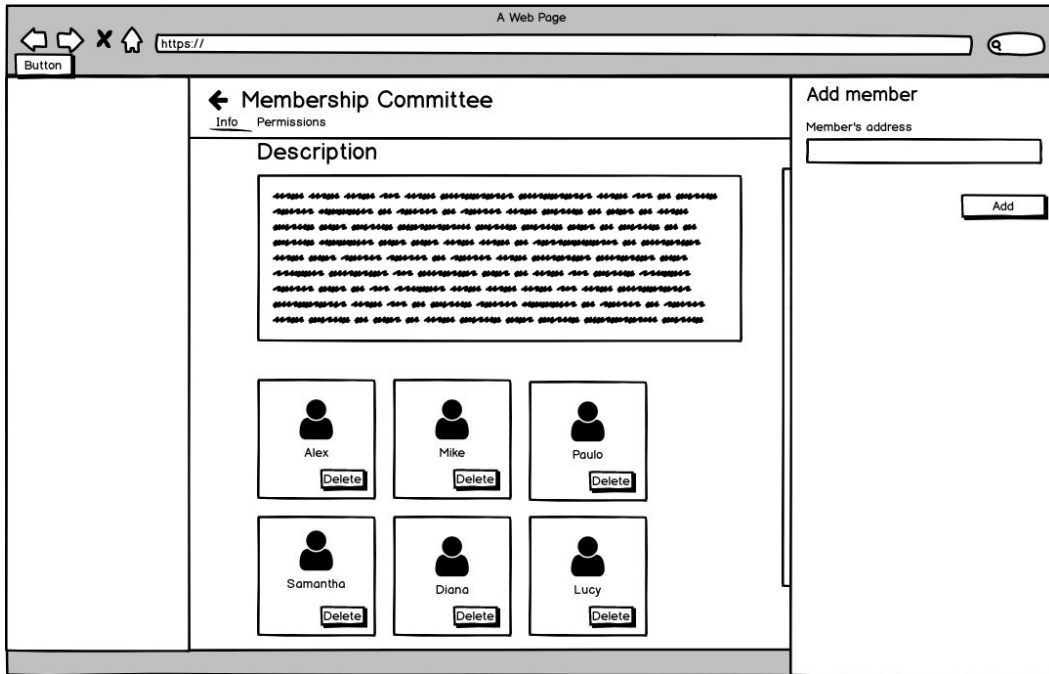 A Web Page
https://
Button
Membership Committee
Info Permissions
Description
Alex
Delete
Mike
Delete
Paulo
Delete
Samantha
Delete
Diana
Delete
Lucy
Delete
Add member
Member's address
Add